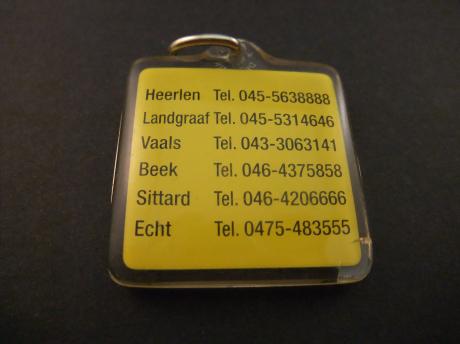 Heerlen Tel. 045-5638888
Landgraaf Tel. 045-5314646
Vaals Tel. 043-3063141
Beek Tel. 046-4375858
Sittard Tel. 046-4206666
Echt Tel. 0475-483555